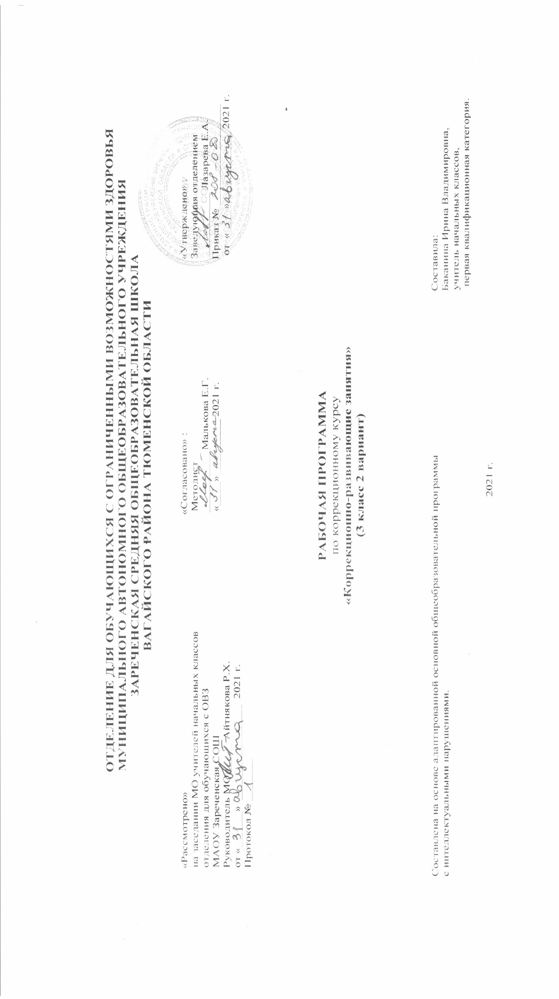 ОТДЕЛЕНИЕ ДЛЯ ОБУЧАЮЩИХСЯ С ОГРАНИЧЕННЫМИ ВОЗМОЖНОСТЯМИ ЗДОРОВЬЯ
МУНИЦИПАЛЬНОГО АВТОНОМНОГО ОБЩЕОБРАЗОВАТЕЛЬНОГО УЧРЕЖДЕНИЯ
ЗАРЕЧЕНСКАЯ СРЕДНЯЯ ОБЩЕОБРАЗОВАТЕЛЬНАЯ ШКОЛА
ВАГАЙСКОГО РАЙОНА ТЮМЕНСКОЙ ОБЛАСТИ
«Рассмотрено»
на заседании МО учителей начальных классов
отделения для обучающихся с ОВЗ
МАОУ Зареченская СОШ
Руководитель МО Айтнякова Р.Х.
от « 31 » августа 2021 г.
Протокол № 1
«Согласовано» :
Методист
Малькова Е.Г.
« 31 » августа 2021 г.
«Утверждено»
Заведующая отделением
Лазарева Е.А.
Приказ № 208-ОД
от « 31 » августа 2021 г.
РАБОЧАЯ ПРОГРАММА
по коррекционному курсу
«Коррекционно-развивающие занятия»
(3 класс 2 вариант)
Составлена на основе адаптированной основной общеобразовательной программы
с интеллектуальными нарушениями.
Составила:
Баканина Ирина Владимировна,
учитель начальных классов,
первая квалификационная категория.
2021 г.